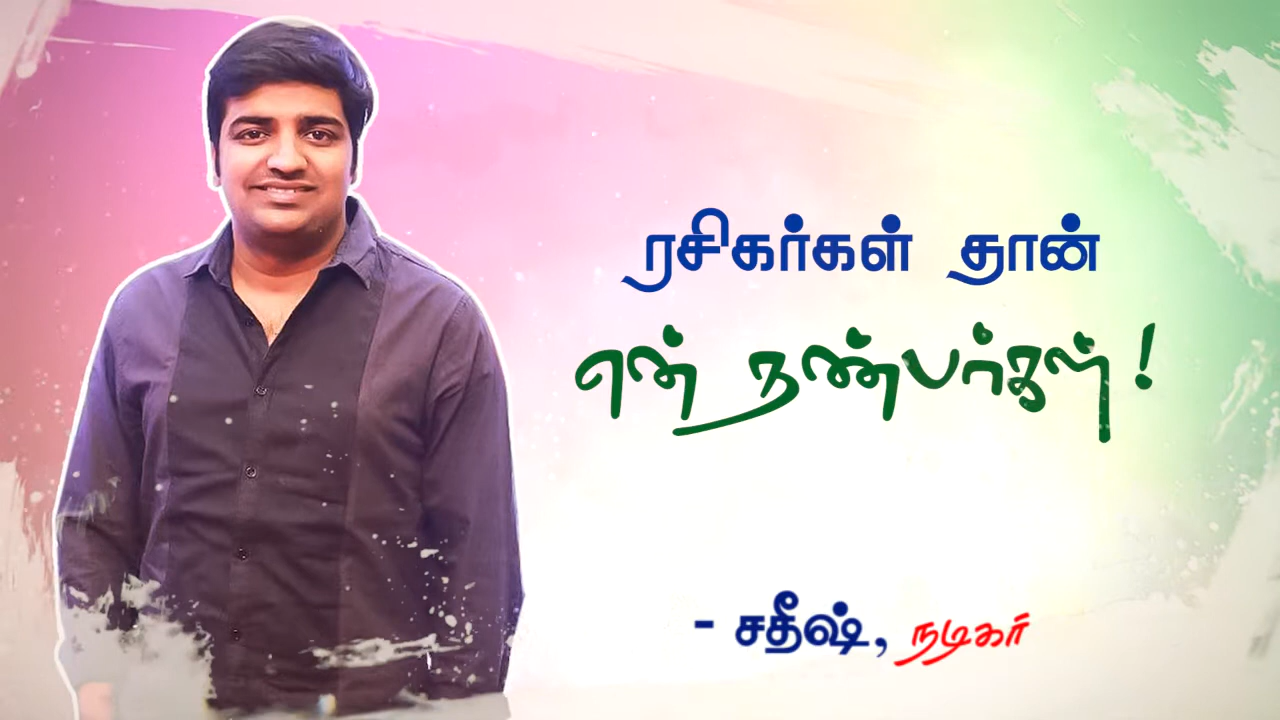 ரசிகர்கள் தான்
என் நண்பர்கள்!
- சதீஷ், நடிகர்